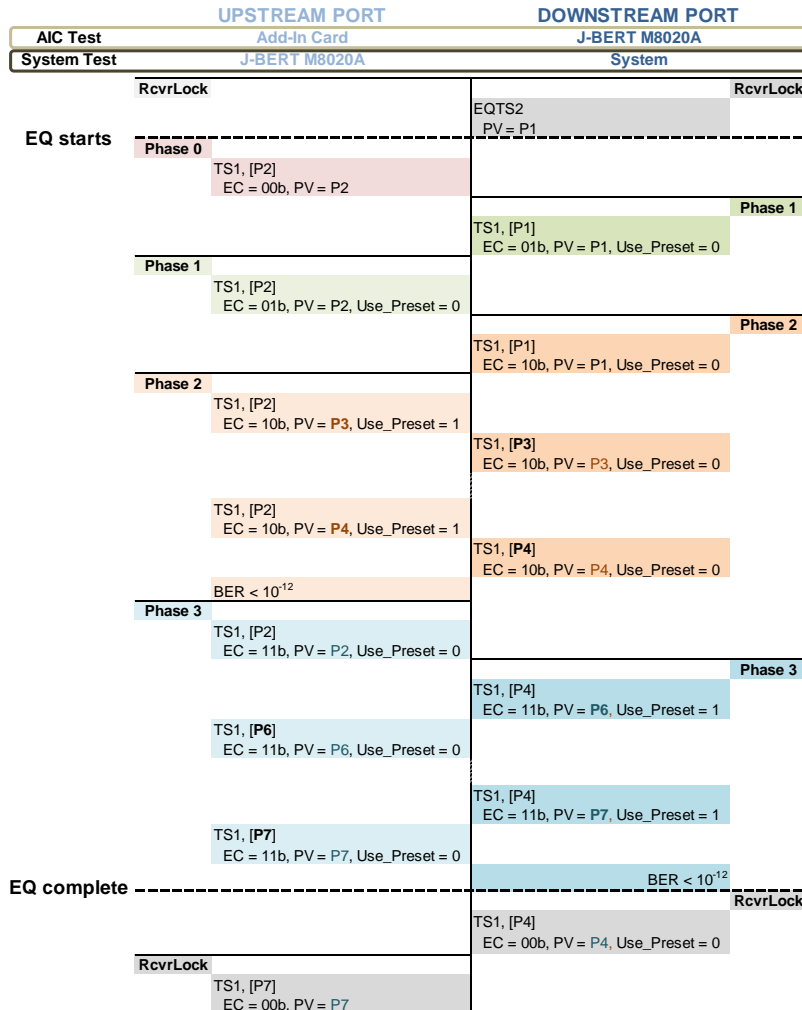 UPSTREAM PORT DOWNSTREAM PORT
AIC Test Add-In Card J-BERT M8020A
System Test J-BERT M8020A System
RcvrLock RcvrLock
EQTS2
PV = P1
EQ starts
Phase 0
TS1, [P2]
EC = 00b, PV = P2
Phase 1
TS1, [P1]
EC = 01b, PV = P1, Use_Preset = 0
Phase 1
TS1, [P2]
EC = 01b, PV = P2, Use_Preset = 0
Phase 2
TS1, [P1]
EC = 10b, PV = P1, Use_Preset = 0
Phase 2
TS1, [P2]
EC = 10b, PV = P3, Use_Preset = 1
TS1, [P3]
EC = 10b, PV = P3, Use_Preset = 0
TS1, [P2]
EC = 10b, PV = P4, Use_Preset = 1
TS1, [P4]
EC = 10b, PV = P4, Use_Preset = 0
BER < 10⁻¹²
Phase 3
TS1, [P2]
EC = 11b, PV = P2, Use_Preset = 0
Phase 3
TS1, [P4]
EC = 11b, PV = P6, Use_Preset = 1
TS1, [P6]
EC = 11b, PV = P6, Use_Preset = 0
TS1, [P4]
EC = 11b, PV = P7, Use_Preset = 1
TS1, [P7]
EC = 11b, PV = P7, Use_Preset = 0
BER < 10⁻¹²
EQ complete
RcvrLock
TS1, [P4]
EC = 00b, PV = P4, Use_Preset = 0
RcvrLock
TS1, [P7]
EC = 00b, PV = P7